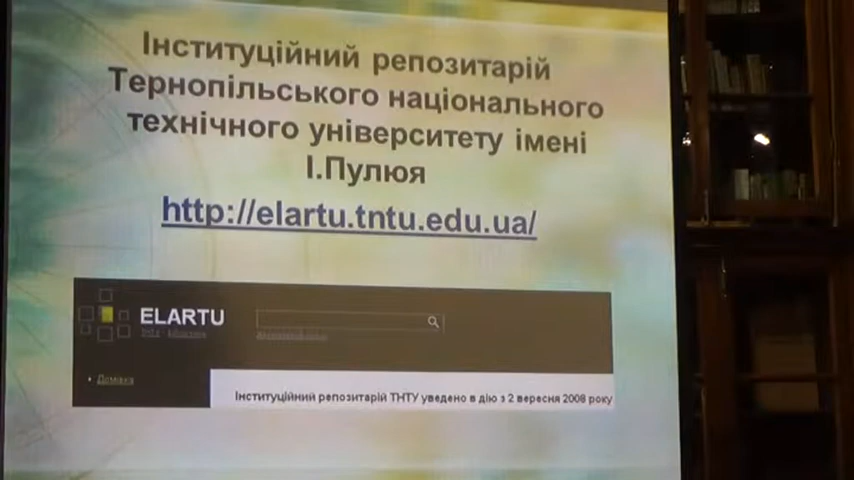 Інституційний репозитарій
Тернопільського національного
технічного університету імені
І.Пулюя
http://elartu.tntu.edu.ua/
ELARTU
Домівка
Інституційний репозитарій ТНТУ уведено в дію з 2 вересня 2008 року